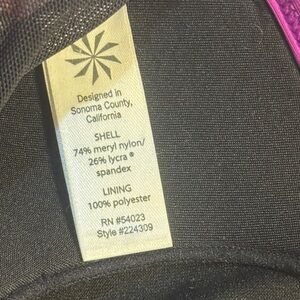 Designed in
Sonoma County,
California
SHELL
74% meryl nylon/
26% lycra ®
spandex
LINING
100% polyester
RN #54023
Style #224309